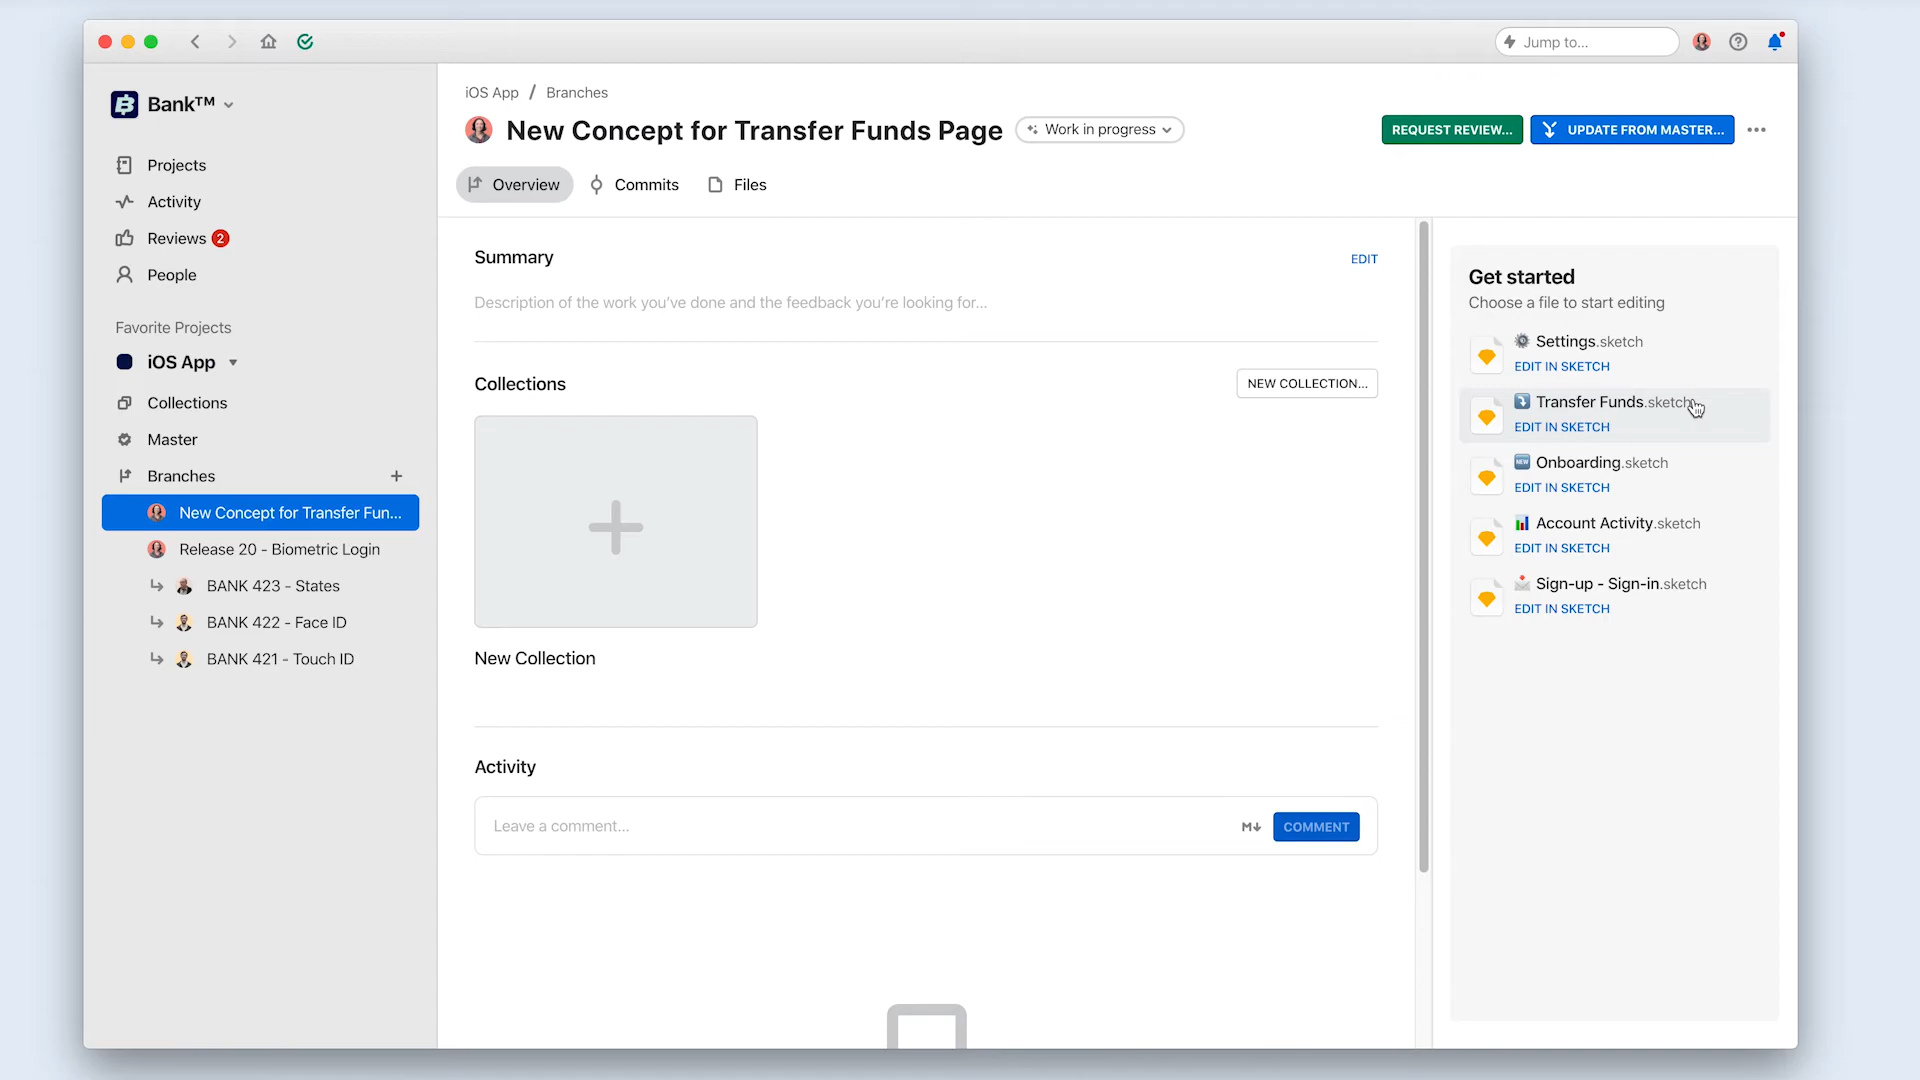 Jump to...
Bank™
Projects
Activity
Reviews 2
People
Favorite Projects
iOS App
Collections
Master
Branches
New Concept for Transfer Fun...
Release 20 - Biometric Login
BANK 423 - States
BANK 422 - Face ID
BANK 421 - Touch ID
iOS App / Branches
New Concept for Transfer Funds Page
Work in progress
REQUEST REVIEW...
UPDATE FROM MASTER...
Overview
Commits
Files
Summary
EDIT
Description of the work you've done and the feedback you're looking for...
Collections
NEW COLLECTION...
New Collection
Activity
Leave a comment...
M↓
COMMENT
Get started
Choose a file to start editing
Settings.sketch
EDIT IN SKETCH
Transfer Funds.sketch
EDIT IN SKETCH
NEW Onboarding.sketch
EDIT IN SKETCH
Account Activity.sketch
EDIT IN SKETCH
Sign-up - Sign-in.sketch
EDIT IN SKETCH